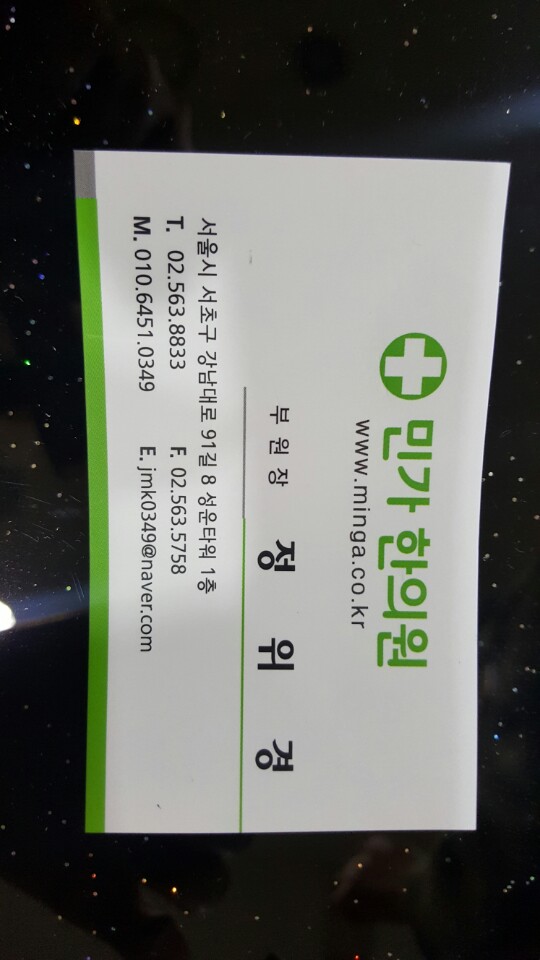 민가 한의원
www.minga.co.kr
부원장 정 위 경
서울시 서초구 강남대로 91길 8 성운타워 1층
T. 02.563.8833 F. 02.563.5758
M. 010.6451.0349 E. jmk0349@naver.com